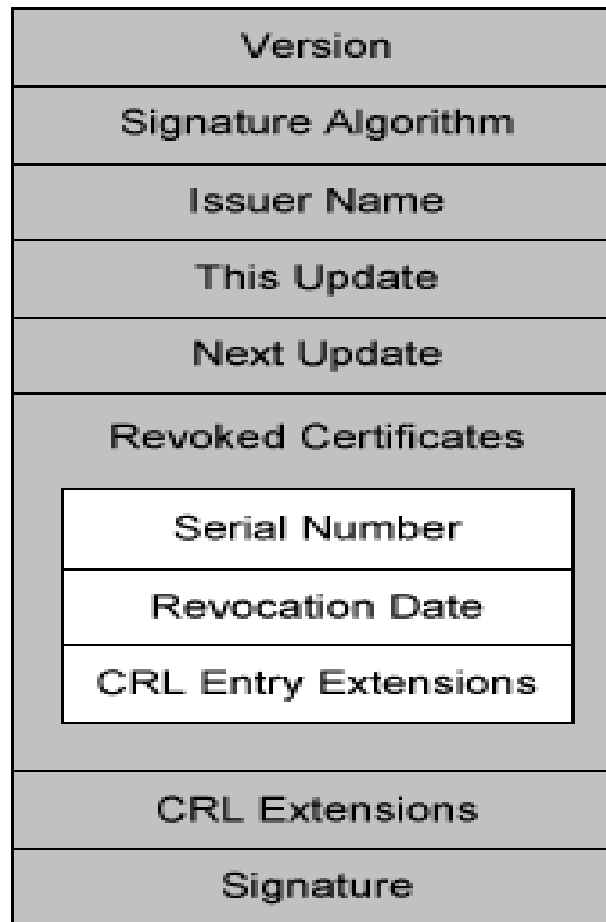 Version
Signature Algorithm
Issuer Name
This Update
Next Update
Revoked Certificates
Serial Number
Revocation Date
CRL Entry Extensions
CRL Extensions
Signature